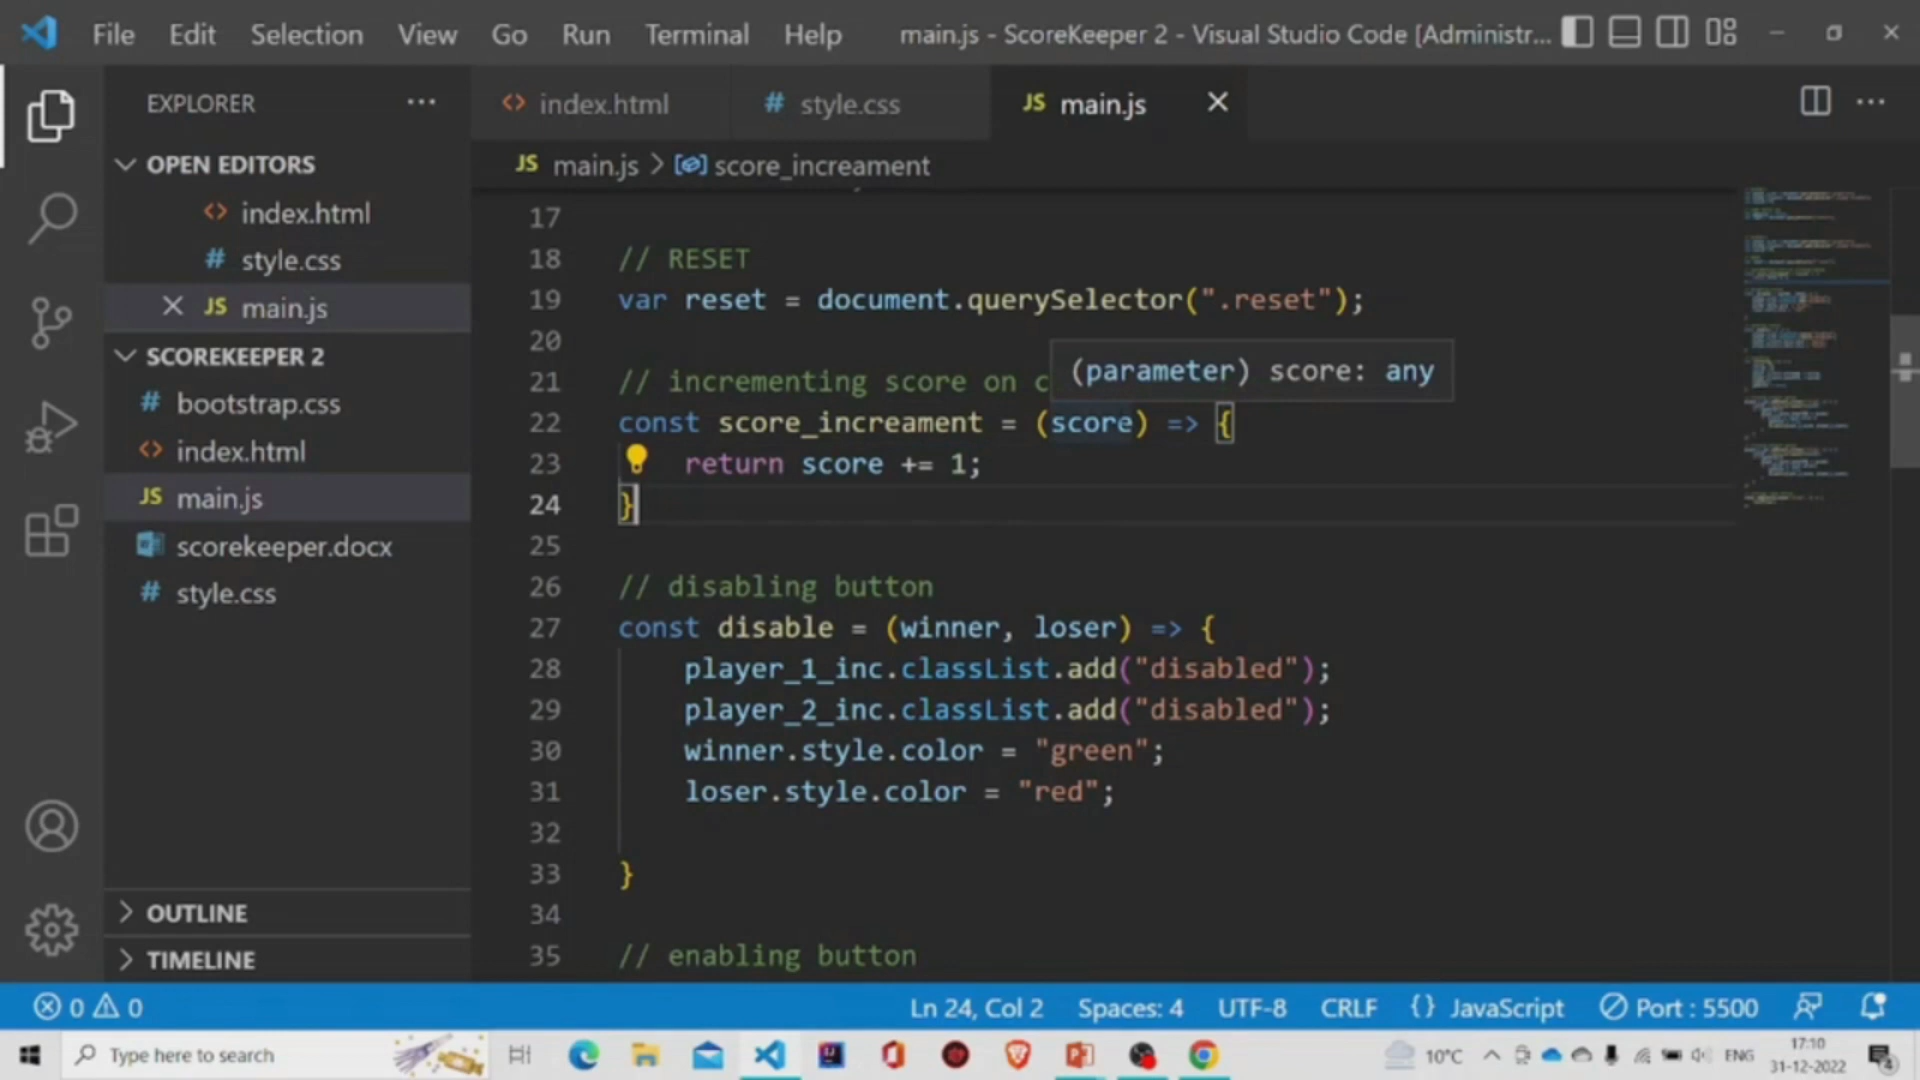 File Edit Selection View Go Run Terminal Help main.js - ScoreKeeper 2 - Visual Studio Code [Administr...
EXPLORER
index.html style.css JS main.js
OPEN EDITORS
JS main.js > score_increament
index.html
style.css
JS main.js
SCOREKEEPER 2
bootstrap.css
index.html
JS main.js
scorekeeper.docx
style.css
OUTLINE
TIMELINE
17
18 // RESET
19 var reset = document.querySelector(".reset");
20
21 // incrementing score on c
(parameter) score: any
22 const score_increament = (score) => {
23 return score += 1;
24 }
25
26 // disabling button
27 const disable = (winner, loser) => {
28 player_1_inc.classList.add("disabled");
29 player_2_inc.classList.add("disabled");
30 winner.style.color = "green";
31 loser.style.color = "red";
32
33 }
34
35 // enabling button
0 0 Ln 24, Col 2 Spaces: 4 UTF-8 CRLF {} JavaScript Port : 5500
Type here to search 10°C ENG 17:10
31-12-2022 4